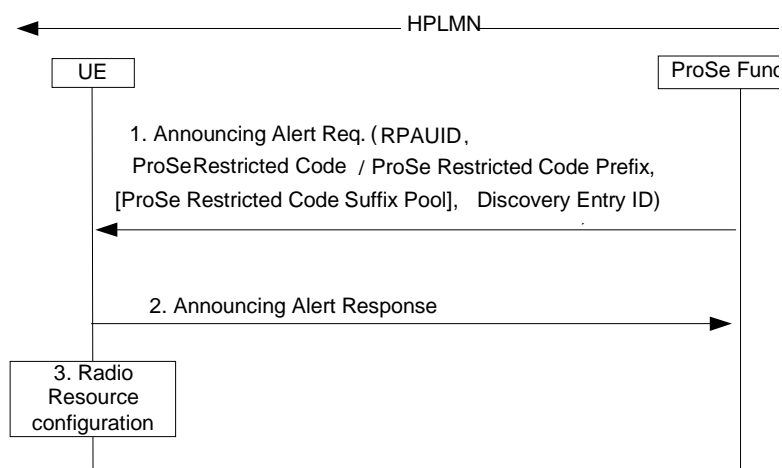 HPLMN
UE
ProSe Func
1. Announcing Alert Req. (RPAUID,
ProSeRestricted Code / ProSe Restricted Code Prefix,
[ProSe Restricted Code Suffix Pool], Discovery Entry ID)
2. Announcing Alert Response
3. Radio
Resource
configuration